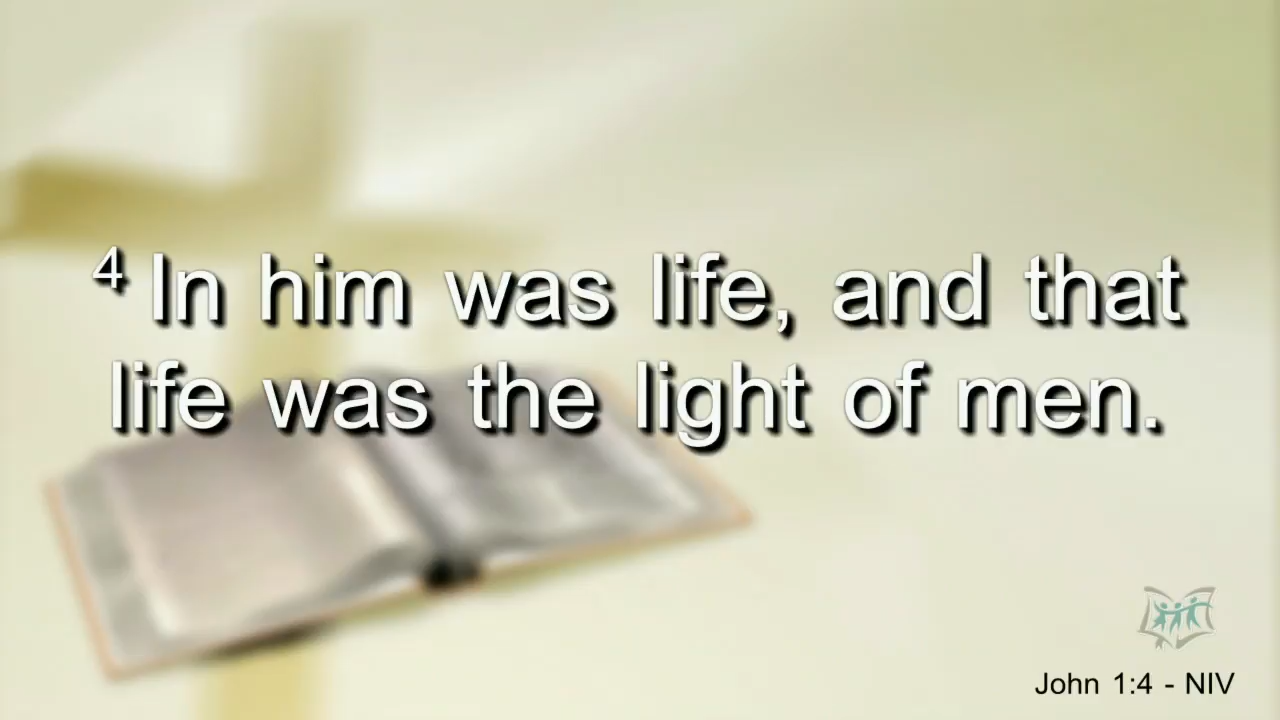 4 In him was life, and that
life was the light of men.
John 1:4 - NIV